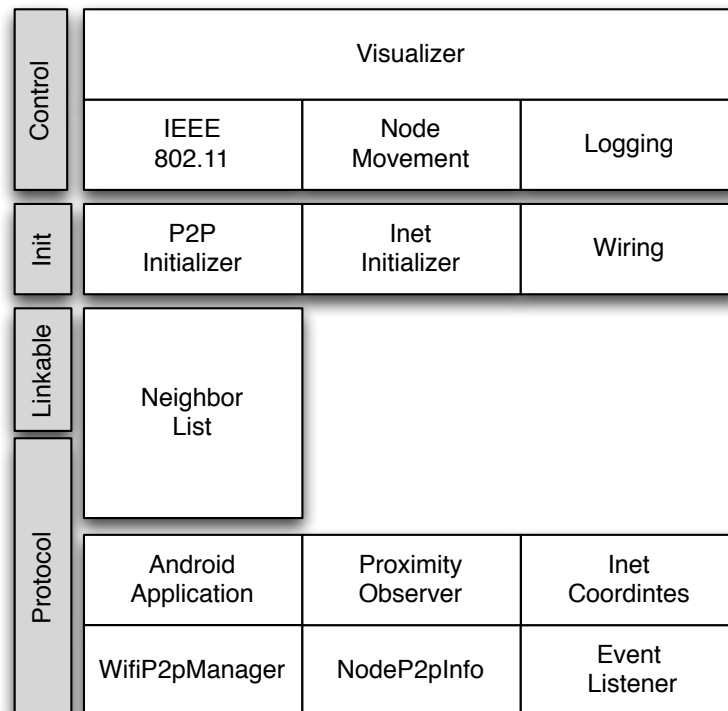 Control
Visualizer
IEEE
802.11
Node
Movement
Logging
Init
P2P
Initializer
Inet
Initializer
Wiring
Linkable
Neighbor
List
Protocol
Android
Application
Proximity
Observer
Inet
Coordintes
WifiP2pManager
NodeP2pInfo
Event
Listener